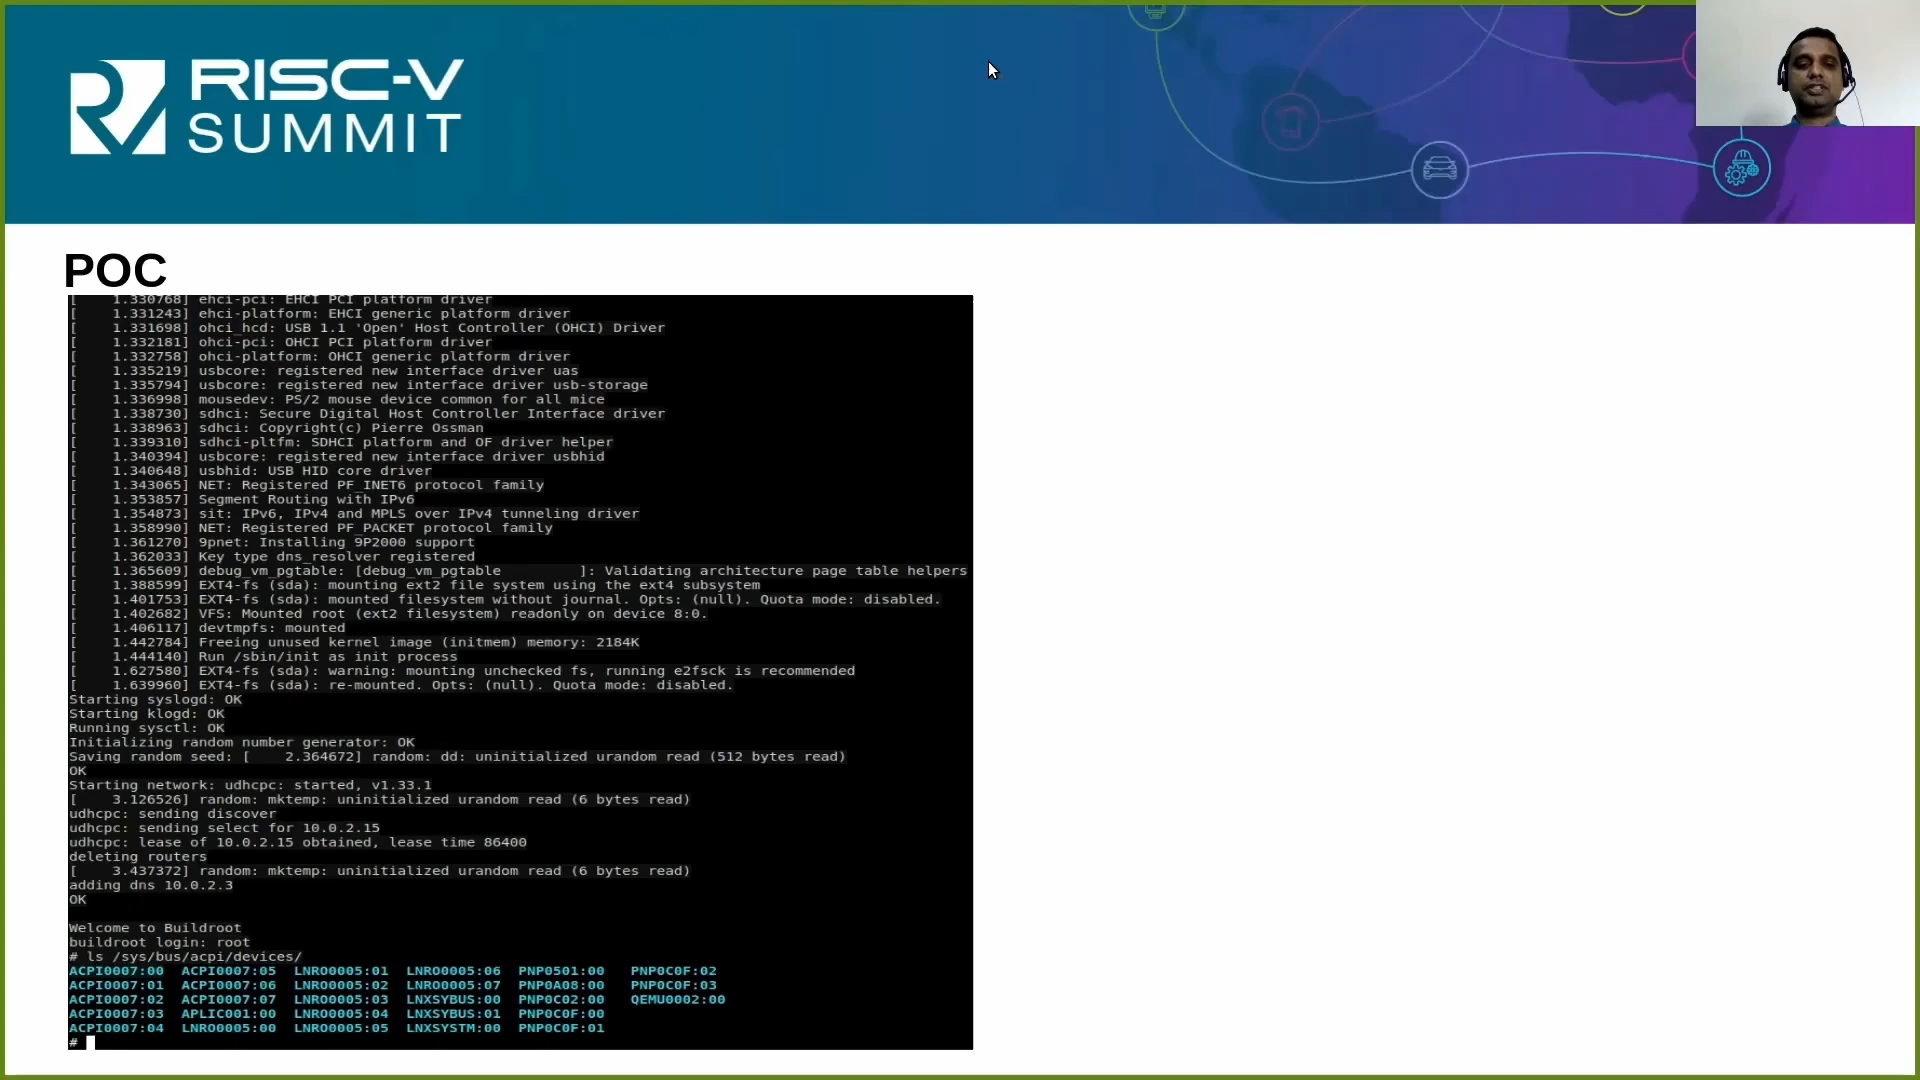 RISC-V
SUMMIT
POC
[    1.330768] ehci-pci: EHCI PCI platform driver
[    1.331243] ehci-platform: EHCI generic platform driver
[    1.331698] ohci_hcd: USB 1.1 'Open' Host Controller (OHCI) Driver
[    1.332181] ohci-pci: OHCI PCI platform driver
[    1.332758] ohci-platform: OHCI generic platform driver
[    1.335219] usbcore: registered new interface driver uas
[    1.335794] usbcore: registered new interface driver usb-storage
[    1.336998] mousedev: PS/2 mouse device common for all mice
[    1.338730] sdhci: Secure Digital Host Controller Interface driver
[    1.338963] sdhci: Copyright(c) Pierre Ossman
[    1.339310] sdhci-pltfm: SDHCI platform and OF driver helper
[    1.340394] usbcore: registered new interface driver usbhid
[    1.340648] usbhid: USB HID core driver
[    1.343065] NET: Registered PF_INET6 protocol family
[    1.353857] Segment Routing with IPv6
[    1.354873] sit: IPv6, IPv4 and MPLS over IPv4 tunneling driver
[    1.358990] NET: Registered PF_PACKET protocol family
[    1.361270] 9pnet: Installing 9P2000 support
[    1.362033] Key type dns_resolver registered
[    1.365609] debug_vm_pgtable: [debug_vm_pgtable         ]: Validating architecture page table helpers
[    1.388599] EXT4-fs (sda): mounting ext2 file system using the ext4 subsystem
[    1.401753] EXT4-fs (sda): mounted filesystem without journal. Opts: (null). Quota mode: disabled.
[    1.402682] VFS: Mounted root (ext2 filesystem) readonly on device 8:0.
[    1.406117] devtmpfs: mounted
[    1.442784] Freeing unused kernel image (initmem) memory: 2184K
[    1.444140] Run /sbin/init as init process
[    1.627580] EXT4-fs (sda): warning: mounting unchecked fs, running e2fsck is recommended
[    1.639960] EXT4-fs (sda): re-mounted. Opts: (null). Quota mode: disabled.
Starting syslogd: OK
Starting klogd: OK
Running sysctl: OK
Initializing random number generator: OK
Saving random seed: [    2.364672] random: dd: uninitialized urandom read (512 bytes read)
OK
Starting network: udhcpc: started, v1.33.1
[    3.126526] random: mktemp: uninitialized urandom read (6 bytes read)
udhcpc: sending discover
udhcpc: sending select for 10.0.2.15
udhcpc: lease of 10.0.2.15 obtained, lease time 86400
deleting routers
[    3.437372] random: mktemp: uninitialized urandom read (6 bytes read)
adding dns 10.0.2.3
OK
Welcome to Buildroot
buildroot login: root
# ls /sys/bus/acpi/devices/
ACPI0007:00  ACPI0007:05  LNRO0005:01  LNRO0005:06  PNP0501:00   PNP0C0F:02
ACPI0007:01  ACPI0007:06  LNRO0005:02  LNRO0005:07  PNP0A08:00   PNP0C0F:03
ACPI0007:02  ACPI0007:07  LNRO0005:03  LNXSYBUS:00  PNP0C02:00   QEMU0002:00
ACPI0007:03  APLIC001:00  LNRO0005:04  LNXSYBUS:01  PNP0C0F:00
ACPI0007:04  LNRO0005:00  LNRO0005:05  LNXSYSTM:00  PNP0C0F:01
#